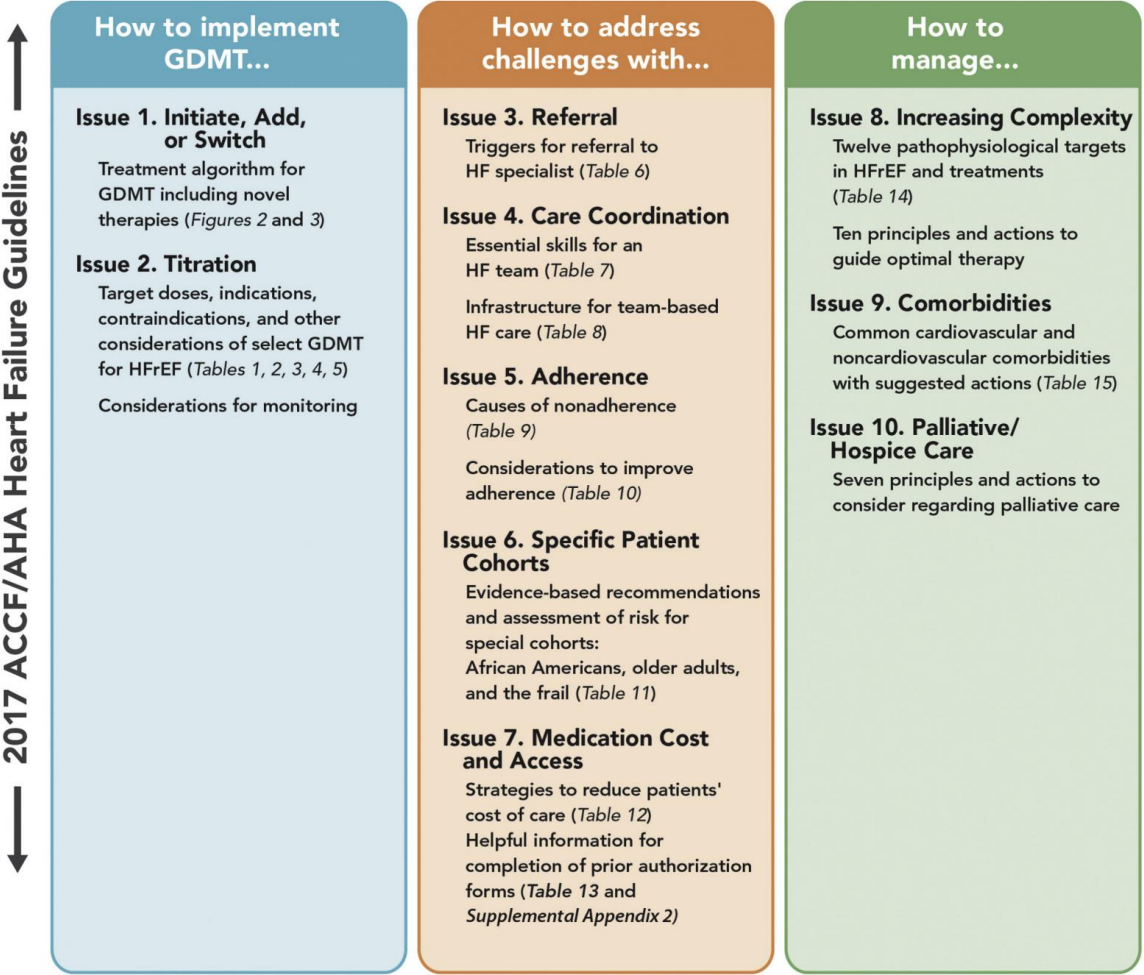 2017 ACCF/AHA Heart Failure Guidelines
How to implement
GDMT...
Issue 1. Initiate, Add,
or Switch
Treatment algorithm for
GDMT including novel
therapies (Figures 2 and 3)
Issue 2. Titration
Target doses, indications,
contraindications, and other
considerations of select GDMT
for HFrEF (Tables 1, 2, 3, 4, 5)
Considerations for monitoring
How to address
challenges with...
Issue 3. Referral
Triggers for referral to
HF specialist (Table 6)
Issue 4. Care Coordination
Essential skills for an
HF team (Table 7)
Infrastructure for team-based
HF care (Table 8)
Issue 5. Adherence
Causes of nonadherence
(Table 9)
Considerations to improve
adherence (Table 10)
Issue 6. Specific Patient
Cohorts
Evidence-based recommendations
and assessment of risk for
special cohorts:
African Americans, older adults,
and the frail (Table 11)
Issue 7. Medication Cost
and Access
Strategies to reduce patients'
cost of care (Table 12)
Helpful information for
completion of prior authorization
forms (Table 13 and
Supplemental Appendix 2)
How to
manage...
Issue 8. Increasing Complexity
Twelve pathophysiological targets
in HFrEF and treatments
(Table 14)
Ten principles and actions to
guide optimal therapy
Issue 9. Comorbidities
Common cardiovascular and
noncardiovascular comorbidities
with suggested actions (Table 15)
Issue 10. Palliative/
Hospice Care
Seven principles and actions to
consider regarding palliative care